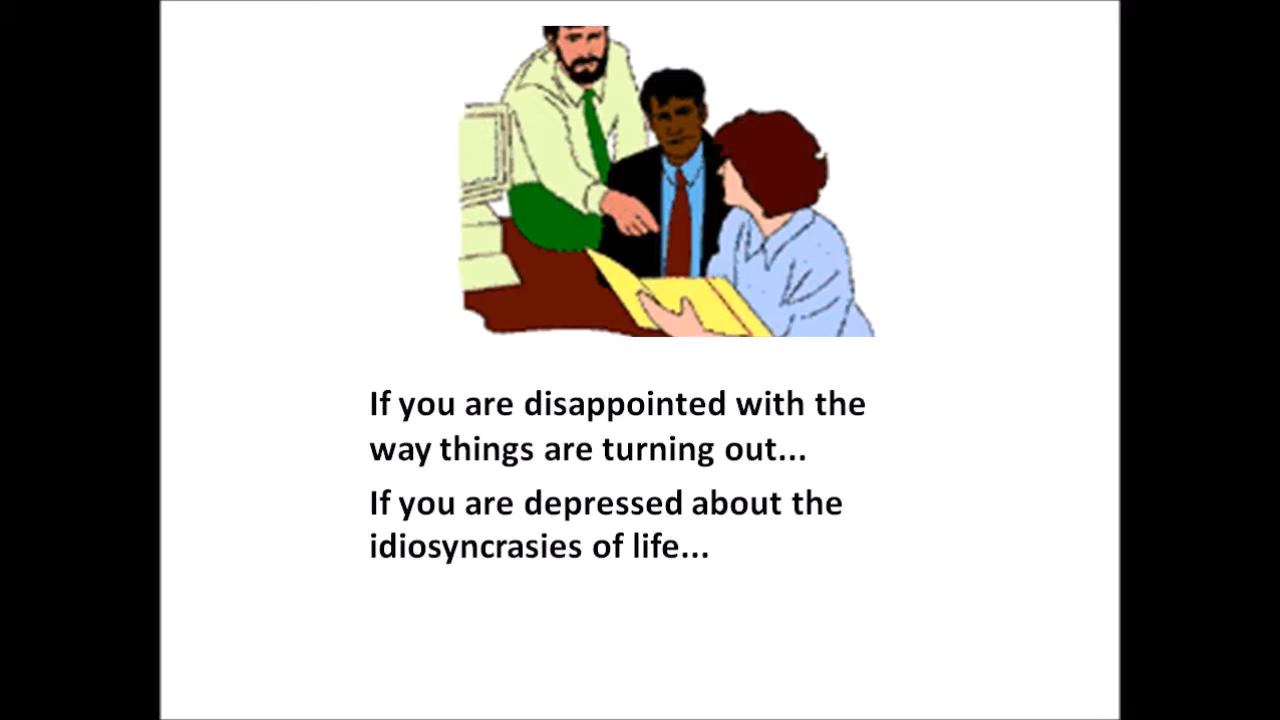 If you are disappointed with the
way things are turning out...
If you are depressed about the
idiosyncrasies of life...